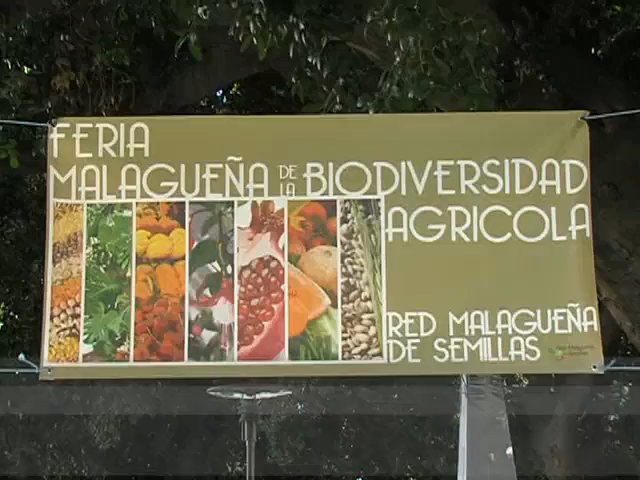 FERIA
MALAGUEÑA DE LA BIODIVERSIDAD
AGRICOLA
RED MALAGUEÑA
DE SEMILLAS